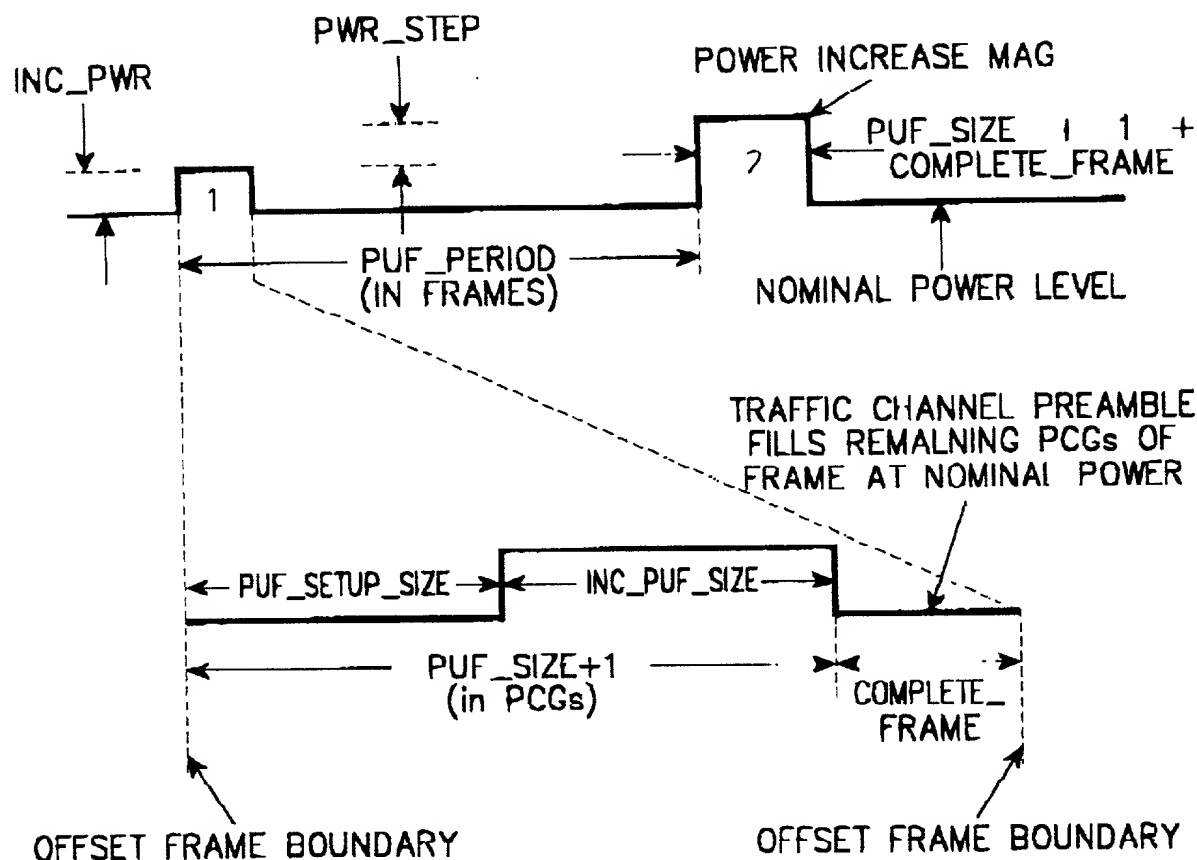 PWR_STEP
INC_PWR
POWER INCREASE MAG
PUF_SIZE + 1 +
COMPLETE_FRAME
1
2
PUF_PERIOD
(IN FRAMES)
NOMINAL POWER LEVEL
TRAFFIC CHANNEL PREAMBLE
FILLS REMALNING PCGs OF
FRAME AT NOMINAL POWER
PUF_SETUP_SIZE
INC_PUF_SIZE
PUF_SIZE+1
(in PCGs)
COMPLETE_
FRAME
OFFSET FRAME BOUNDARY
OFFSET FRAME BOUNDARY